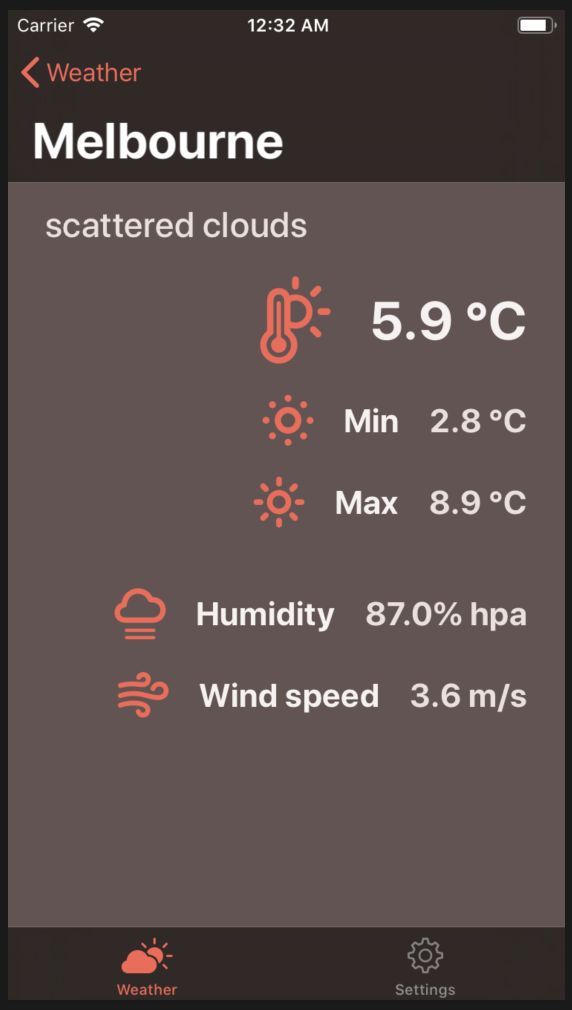 Carrier 12:32 AM
Weather
Melbourne
scattered clouds
5.9 °C
Min 2.8 °C
Max 8.9 °C
Humidity 87.0% hpa
Wind speed 3.6 m/s
Weather Settings